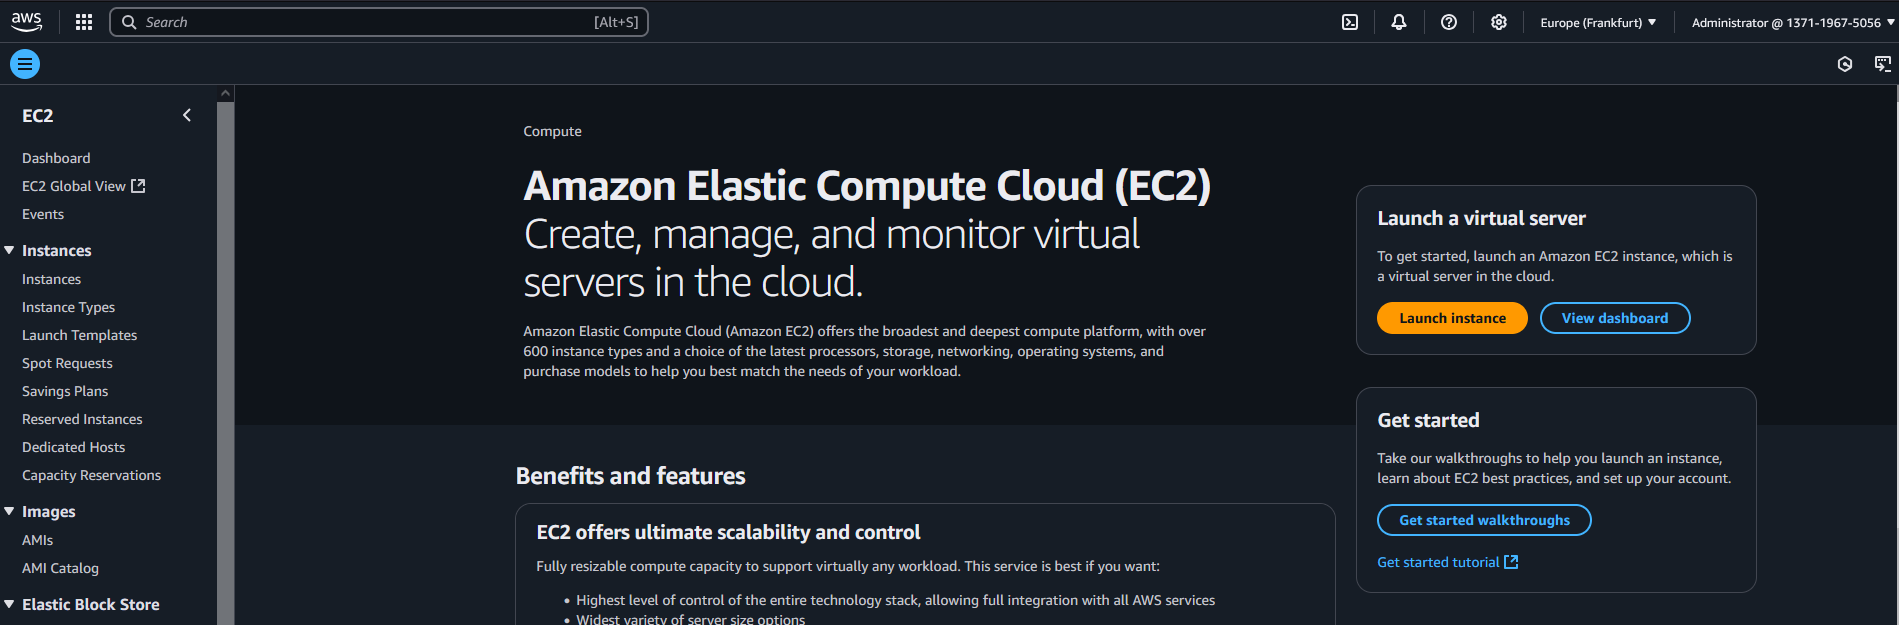 aws
Search [Alt+S]
Europe (Frankfurt)
Administrator @ 1371-1967-5056
EC2
Dashboard
EC2 Global View
Events
Instances
Instances
Instance Types
Launch Templates
Spot Requests
Savings Plans
Reserved Instances
Dedicated Hosts
Capacity Reservations
Images
AMIs
AMI Catalog
Elastic Block Store
Compute
Amazon Elastic Compute Cloud (EC2)
Create, manage, and monitor virtual
servers in the cloud.
Amazon Elastic Compute Cloud (Amazon EC2) offers the broadest and deepest compute platform, with over
600 instance types and a choice of the latest processors, storage, networking, operating systems, and
purchase models to help you best match the needs of your workload.
Benefits and features
EC2 offers ultimate scalability and control
Fully resizable compute capacity to support virtually any workload. This service is best if you want:
• Highest level of control of the entire technology stack, allowing full integration with all AWS services
• Widest variety of server size options
Launch a virtual server
To get started, launch an Amazon EC2 instance, which is
a virtual server in the cloud.
Launch instance
View dashboard
Get started
Take our walkthroughs to help you launch an instance,
learn about EC2 best practices, and set up your account.
Get started walkthroughs
Get started tutorial